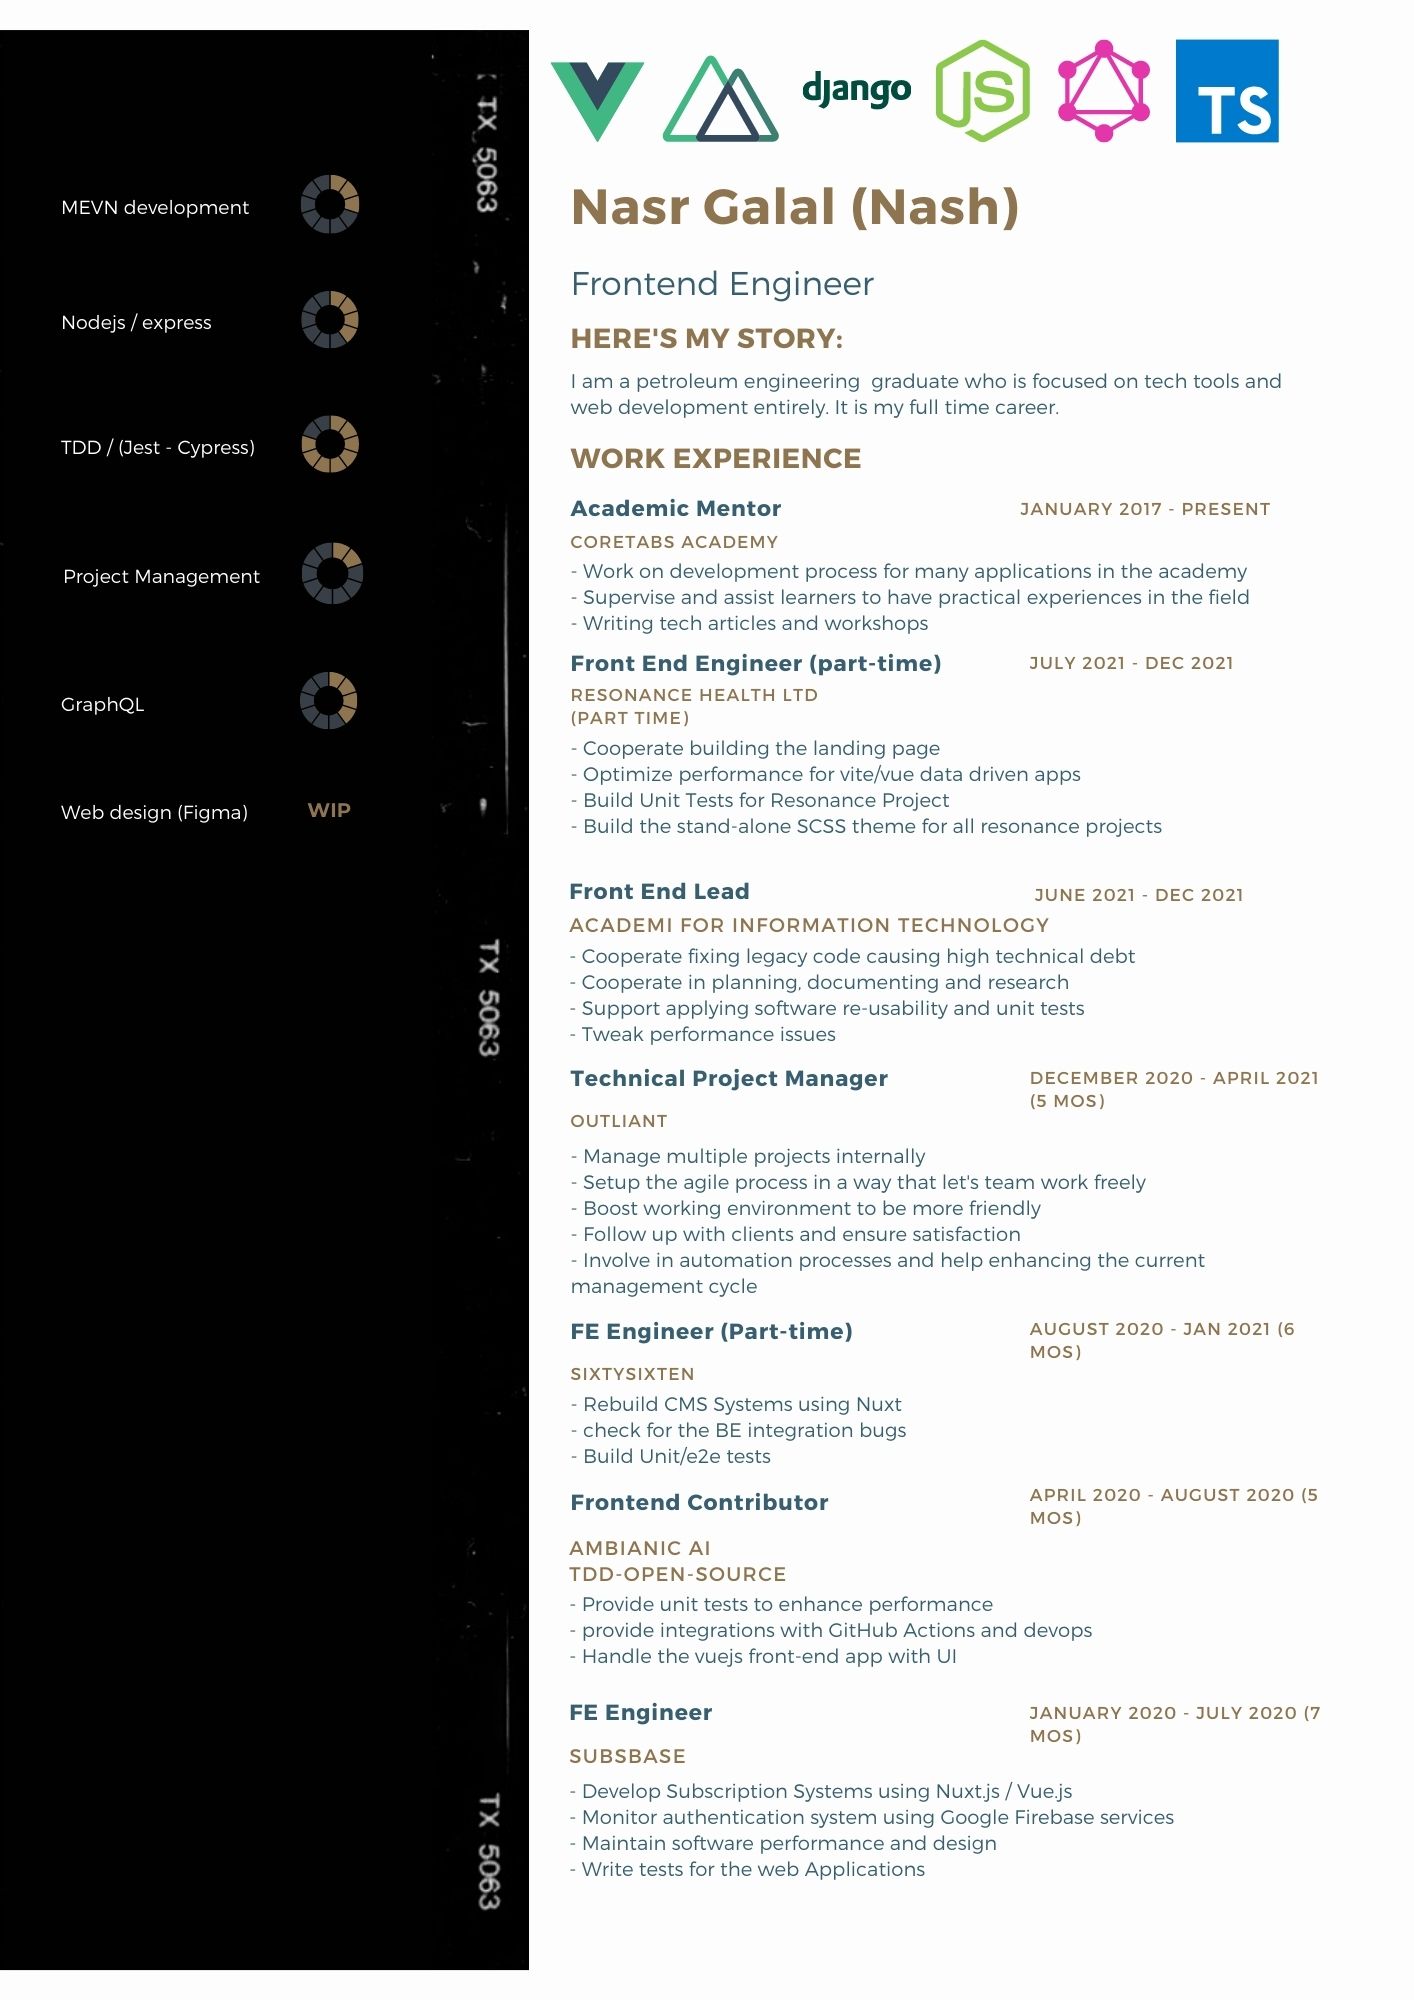 TX 5063
MEVN development
Nodejs / express
TDD / (Jest - Cypress)
Project Management
GraphQL
Web design (Figma)
WIP
TX 5063
TX 5063
django
JS
TS
Nasr Galal (Nash)
Frontend Engineer
HERE'S MY STORY:
I am a petroleum engineering  graduate who is focused on tech tools and
web development entirely. It is my full time career.
WORK EXPERIENCE
Academic Mentor
JANUARY 2017 - PRESENT
CORETABS ACADEMY
- Work on development process for many applications in the academy
- Supervise and assist learners to have practical experiences in the field
- Writing tech articles and workshops
Front End Engineer (part-time)
JULY 2021 - DEC 2021
RESONANCE HEALTH LTD
(PART TIME)
- Cooperate building the landing page
- Optimize performance for vite/vue data driven apps
- Build Unit Tests for Resonance Project
- Build the stand-alone SCSS theme for all resonance projects
Front End Lead
JUNE 2021 - DEC 2021
ACADEMI FOR INFORMATION TECHNOLOGY
- Cooperate fixing legacy code causing high technical debt
- Cooperate in planning, documenting and research
- Support applying software re-usability and unit tests
- Tweak performance issues
Technical Project Manager
DECEMBER 2020 - APRIL 2021
(5 MOS)
OUTLIANT
- Manage multiple projects internally
- Setup the agile process in a way that let's team work freely
- Boost working environment to be more friendly
- Follow up with clients and ensure satisfaction
- Involve in automation processes and help enhancing the current
management cycle
FE Engineer (Part-time)
AUGUST 2020 - JAN 2021 (6
MOS)
SIXTYSIXTEN
- Rebuild CMS Systems using Nuxt
- check for the BE integration bugs
- Build Unit/e2e tests
Frontend Contributor
APRIL 2020 - AUGUST 2020 (5
MOS)
AMBIANIC AI
TDD-OPEN-SOURCE
- Provide unit tests to enhance performance
- provide integrations with GitHub Actions and devops
- Handle the vuejs front-end app with UI
FE Engineer
JANUARY 2020 - JULY 2020 (7
MOS)
SUBSBASE
- Develop Subscription Systems using Nuxt.js / Vue.js
- Monitor authentication system using Google Firebase services
- Maintain software performance and design
- Write tests for the web Applications